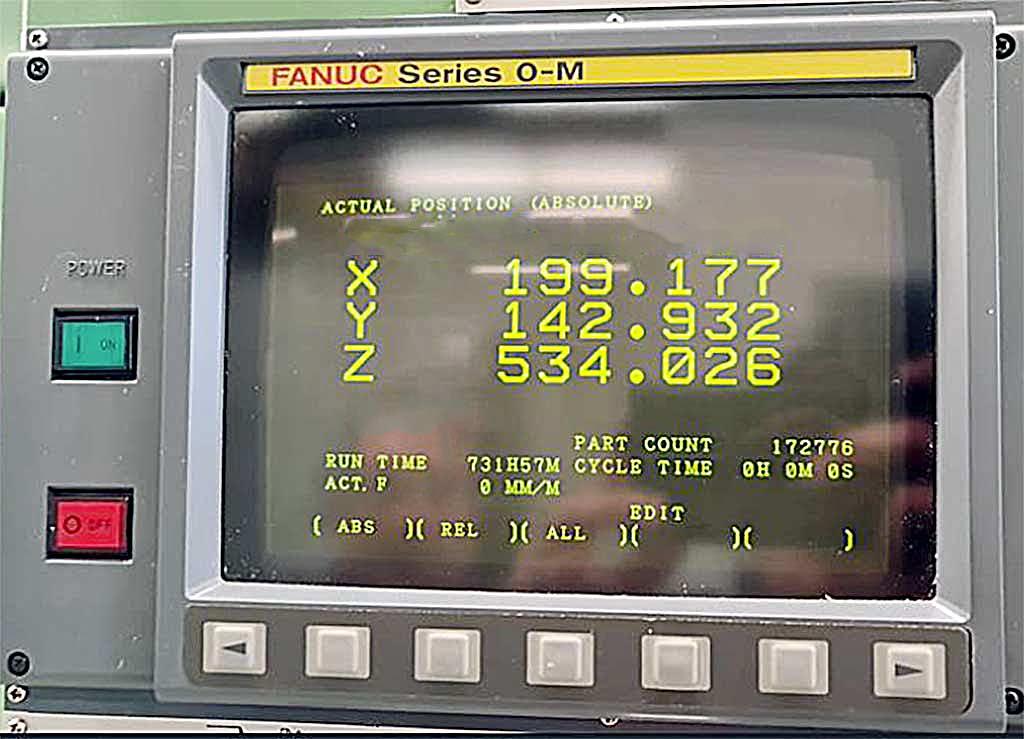 FANUC Series O-M
ACTUAL POSITION (ABSOLUTE)
POWER
X 199.177
Y 142.932
Z 534.026
I ON
PART COUNT 172776
RUN TIME 731H57M CYCLE TIME 0H 0M 0S
ACT. F 0 MM/M
O OFF
EDIT
( ABS )( REL )( ALL )( )( )